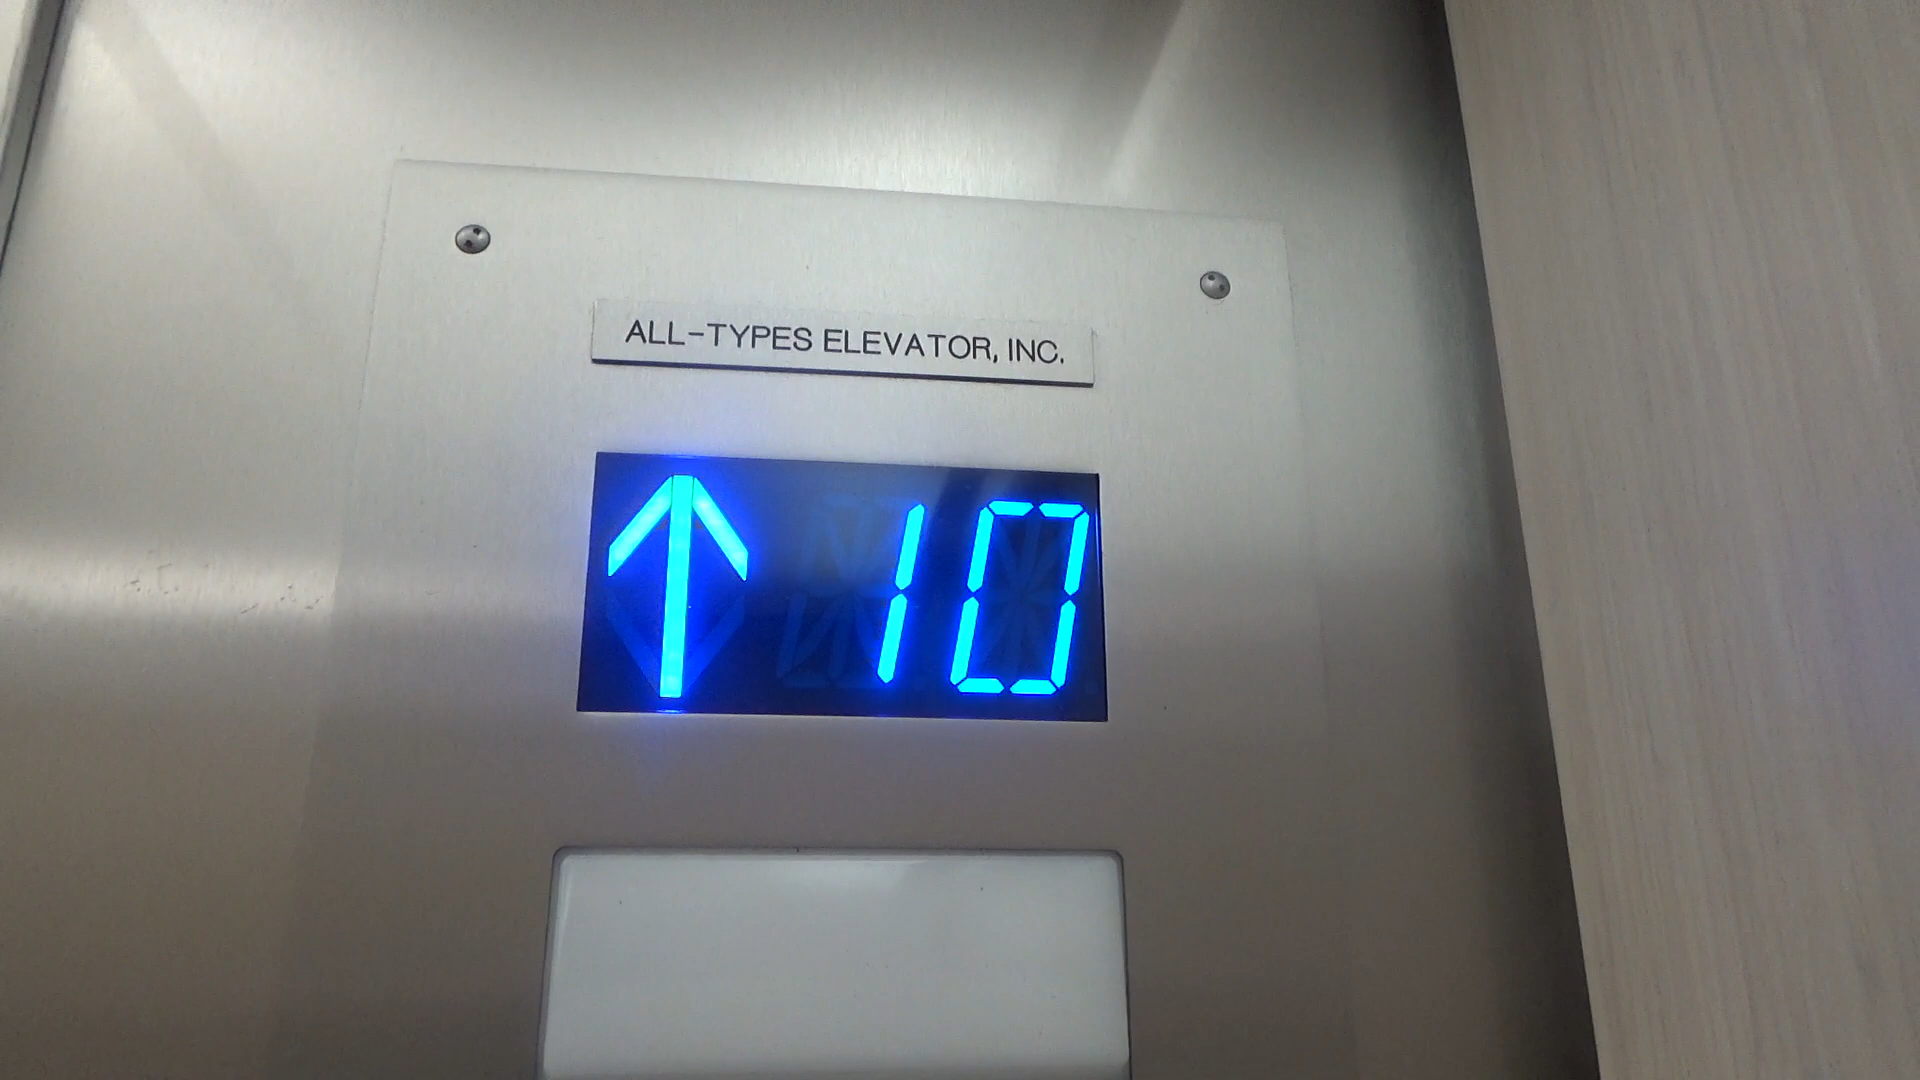 ALL-TYPES ELEVATOR, INC.
↑ 10